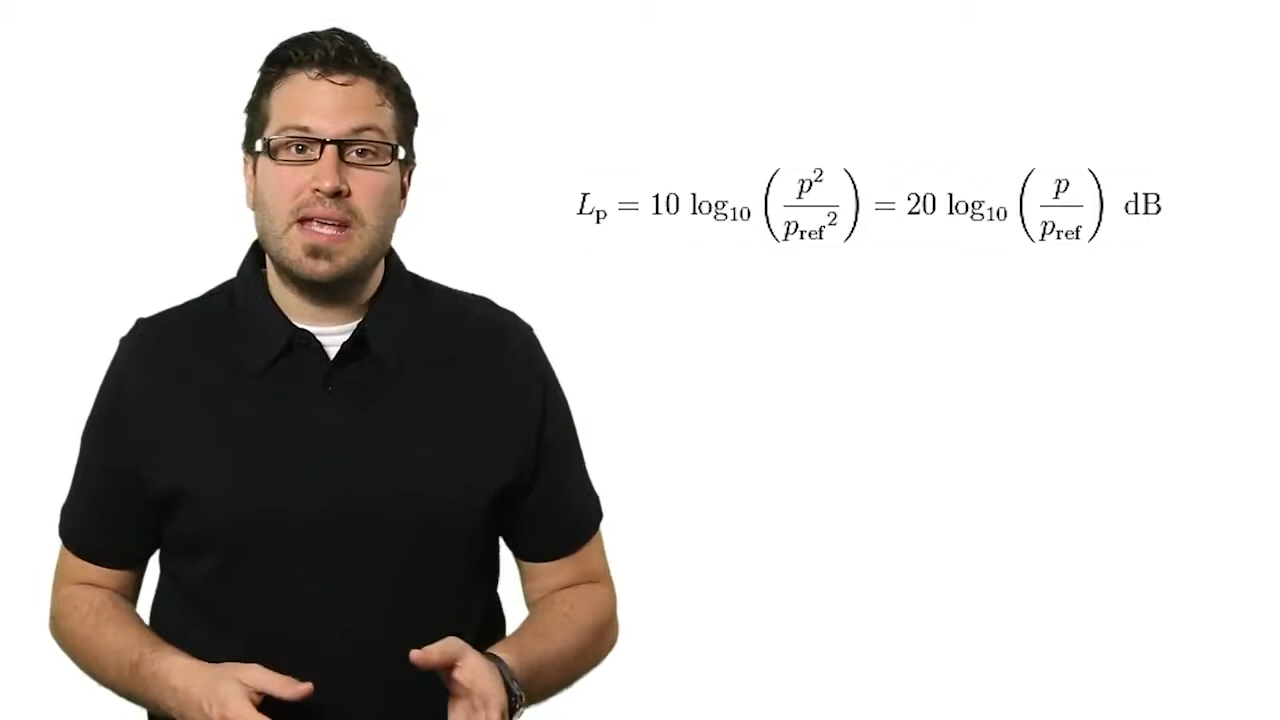 L_p = 10 log_10 (p^2 / p_ref^2) = 20 log_10 (p / p_ref) dB